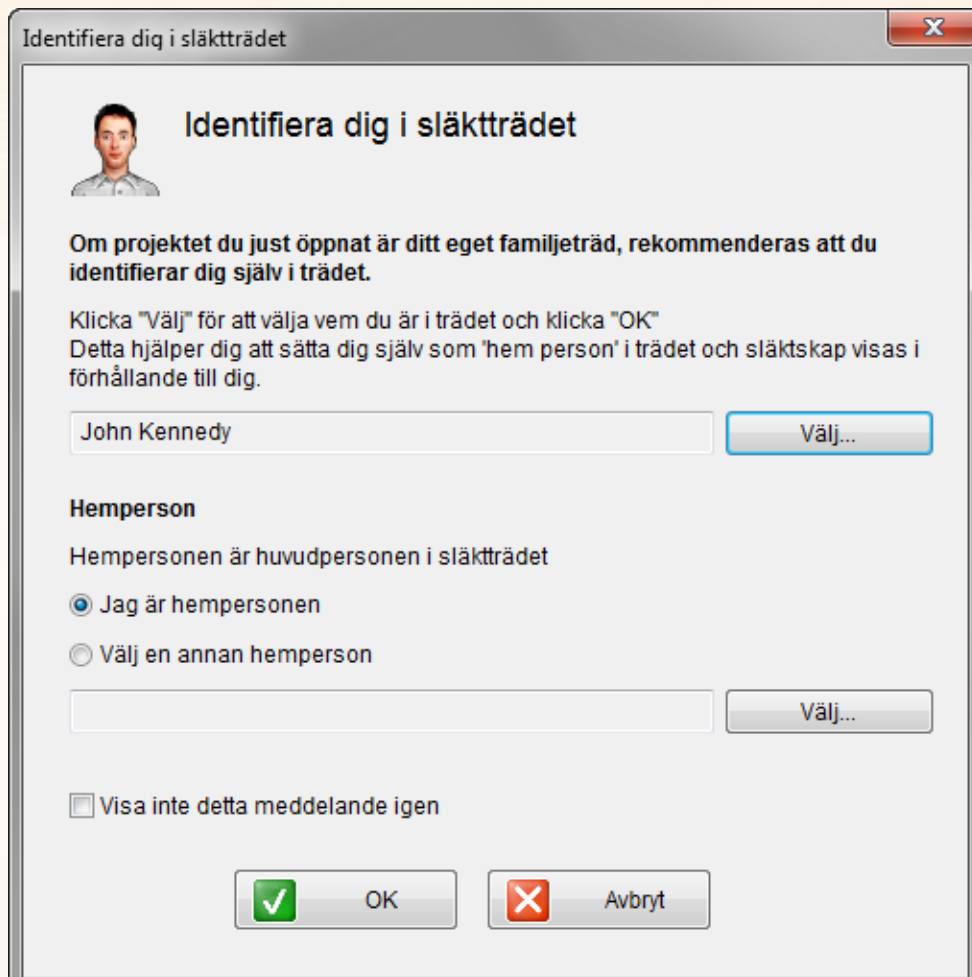 Identifiera dig i släktträdet
Identifiera dig i släktträdet
Om projektet du just öppnat är ditt eget familjeträd, rekommenderas att du
identifierar dig själv i trädet.
Klicka "Välj" för att välja vem du är i trädet och klicka "OK"
Detta hjälper dig att sätta dig själv som 'hem person' i trädet och släktskap visas i
förhållande till dig.
John Kennedy
Välj...
Hemperson
Hempersonen är huvudpersonen i släktträdet
Jag är hempersonen
Välj en annan hemperson
Välj...
Visa inte detta meddelande igen
OK
Avbryt